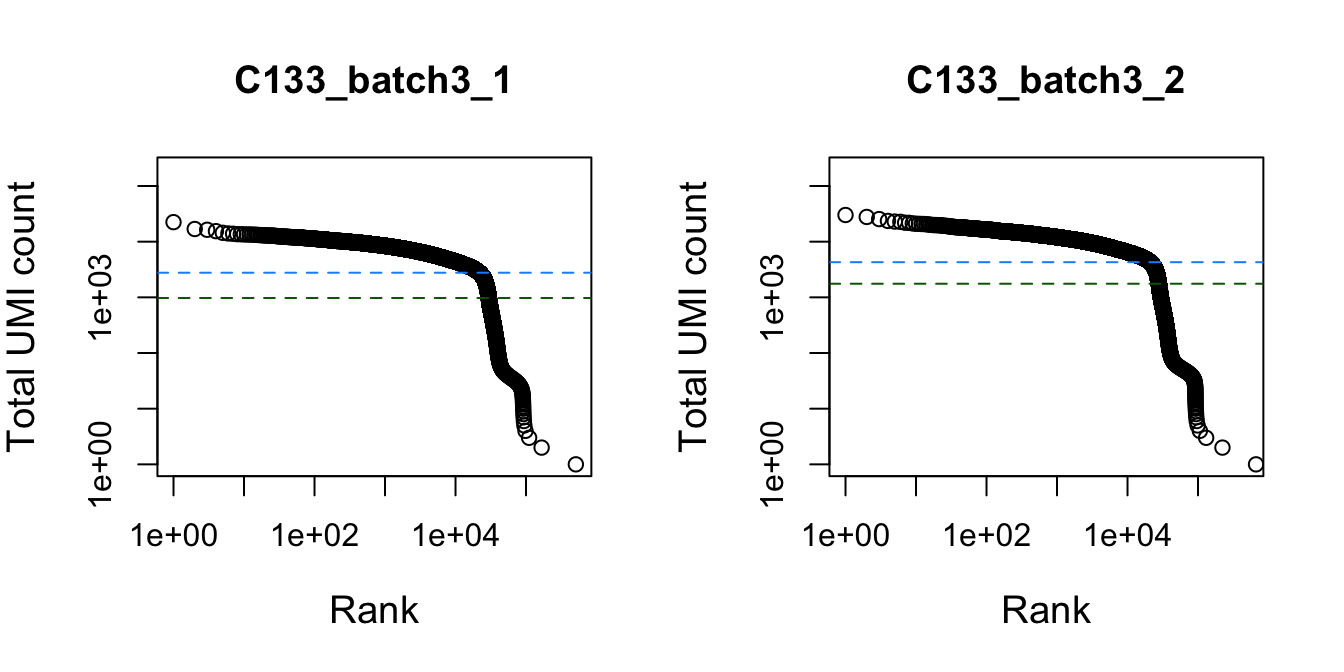 C133_batch3_1
Total UMI count
1e+03
1e+00
1e+00 1e+02 1e+04
Rank
C133_batch3_2
Total UMI count
1e+03
1e+00
1e+00 1e+02 1e+04
Rank